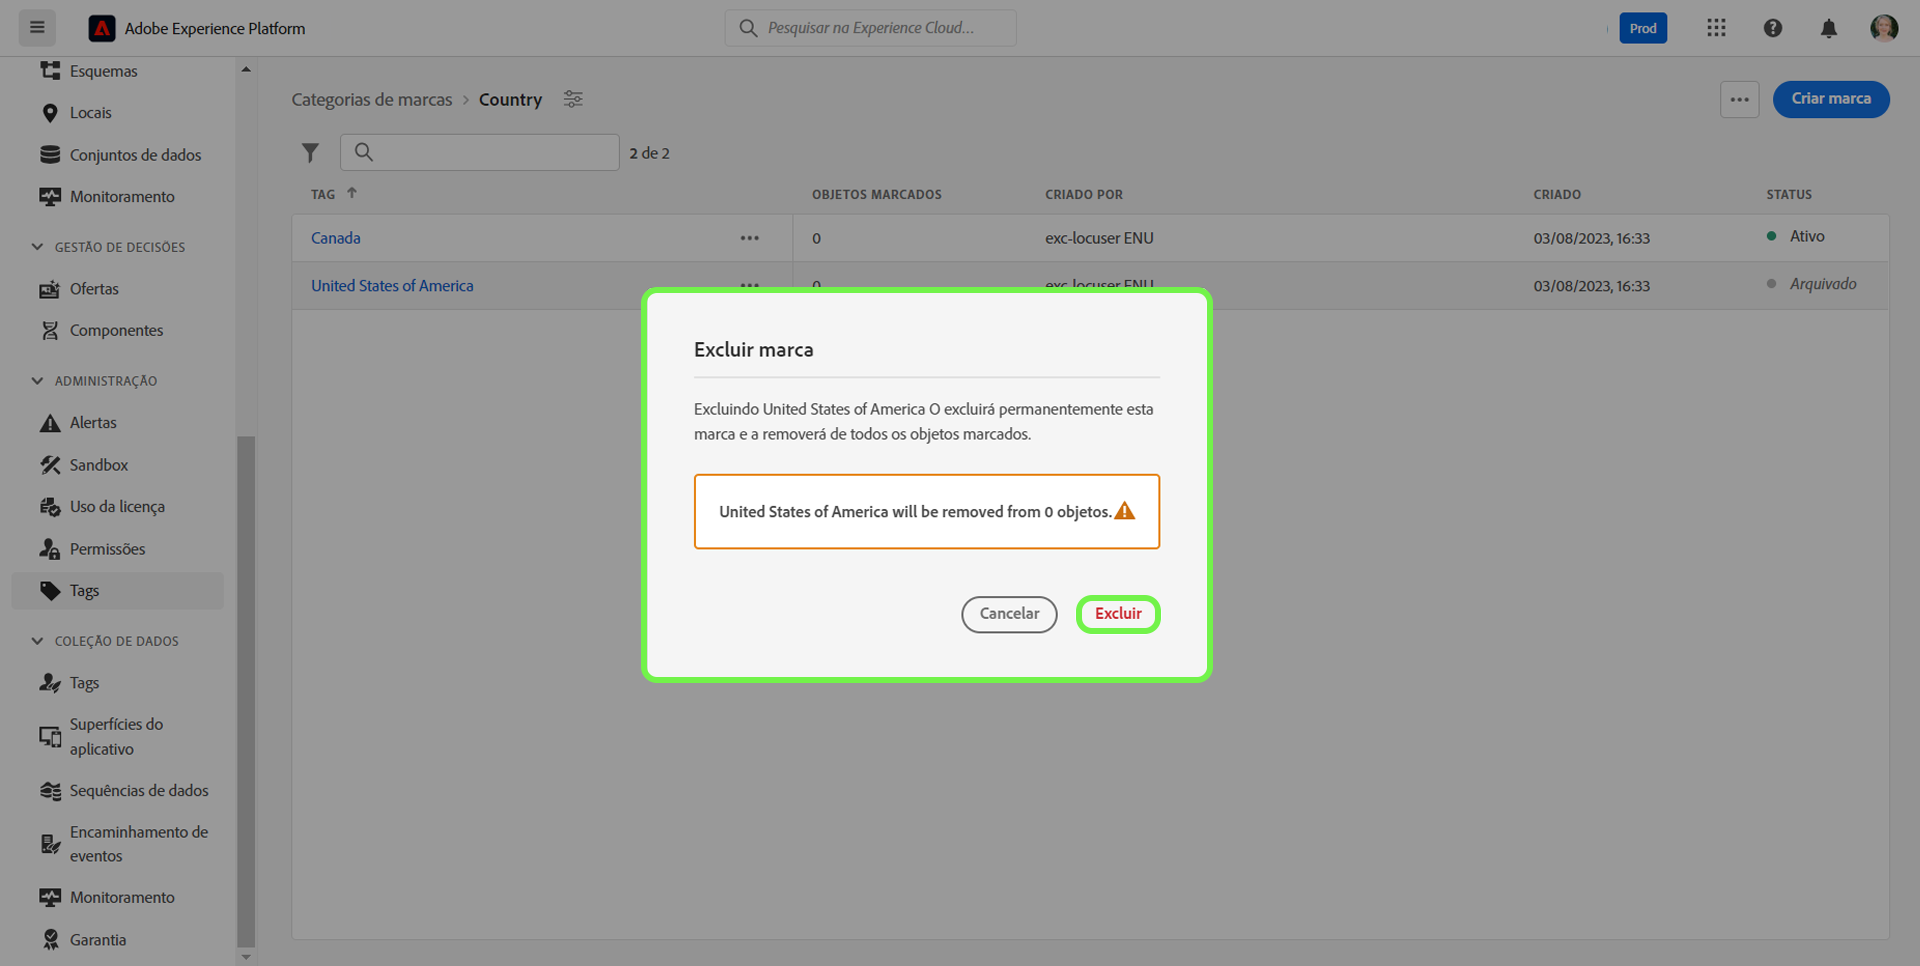 Adobe Experience Platform
Pesquisar na Experience Cloud...
Prod
Esquemas
Locais
Conjuntos de dados
Monitoramento
GESTÃO DE DECISÕES
Ofertas
Componentes
ADMINISTRAÇÃO
Alertas
Sandbox
Uso da licença
Permissões
Tags
COLEÇÃO DE DADOS
Tags
Superfícies do
aplicativo
Sequências de dados
Encaminhamento de
eventos
Monitoramento
Garantia
Categorias de marcas > Country
Criar marca
2 de 2
TAG OBJETOS MARCADOS CRIADO POR CRIADO STATUS
Canada 0 exc-locuser ENU 03/08/2023, 16:33 Ativo
United States of America 0 exc-locuser ENU 03/08/2023, 16:33 Arquivado
Excluir marca
Excluindo United States of America O excluirá permanentemente esta
marca e a removerá de todos os objetos marcados.
United States of America will be removed from 0 objetos.
Cancelar
Excluir